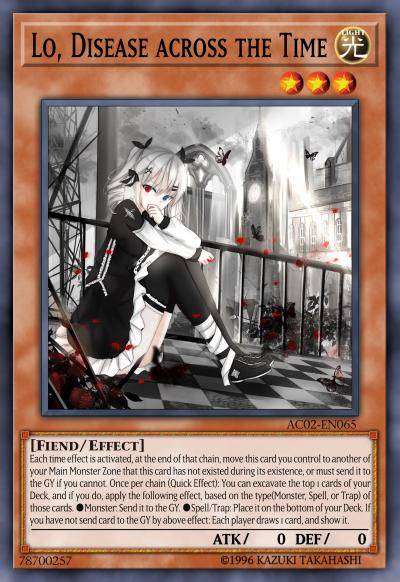 LO, DISEASE ACROSS THE TIME
LIGHT
光
AC02-EN065
[FIEND/EFFECT]
Each time effect is activated, at the end of that chain, move this card you control to another of
your Main Monster Zone that this card has not existed during its existence, or must send it to
the GY if you cannot. Once per chain (Quick Effect): You can excavate the top 1 cards of your
Deck, and if you do, apply the following effect, based on the type(Monster, Spell, or Trap) of
those cards. ●Monster: Send it to the GY. ●Spell/Trap: Place it on the bottom of your Deck. If
you have not send card to the GY by above effect: Each player draws 1 card, and show it.
ATK/ 0 DEF/ 0
78700257
©1996 KAZUKI TAKAHASHI